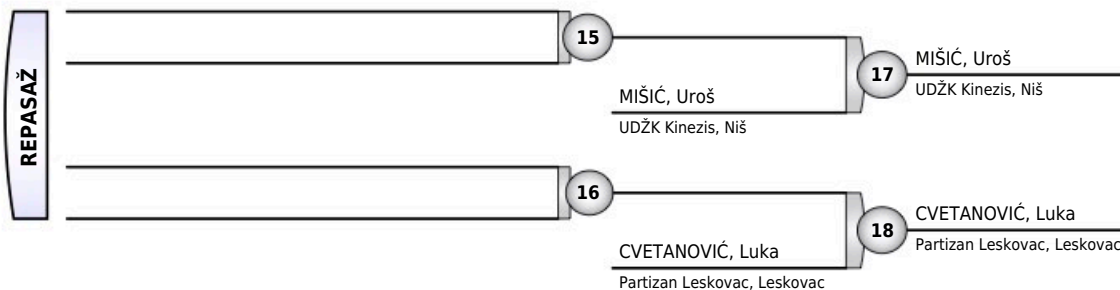 REPASAŽ
15
MIŠIĆ, Uroš
UDŽK Kinezis, Niš
17
MIŠIĆ, Uroš
UDŽK Kinezis, Niš
16
CVETANOVIĆ, Luka
Partizan Leskovac, Leskovac
18
CVETANOVIĆ, Luka
Partizan Leskovac, Leskovac